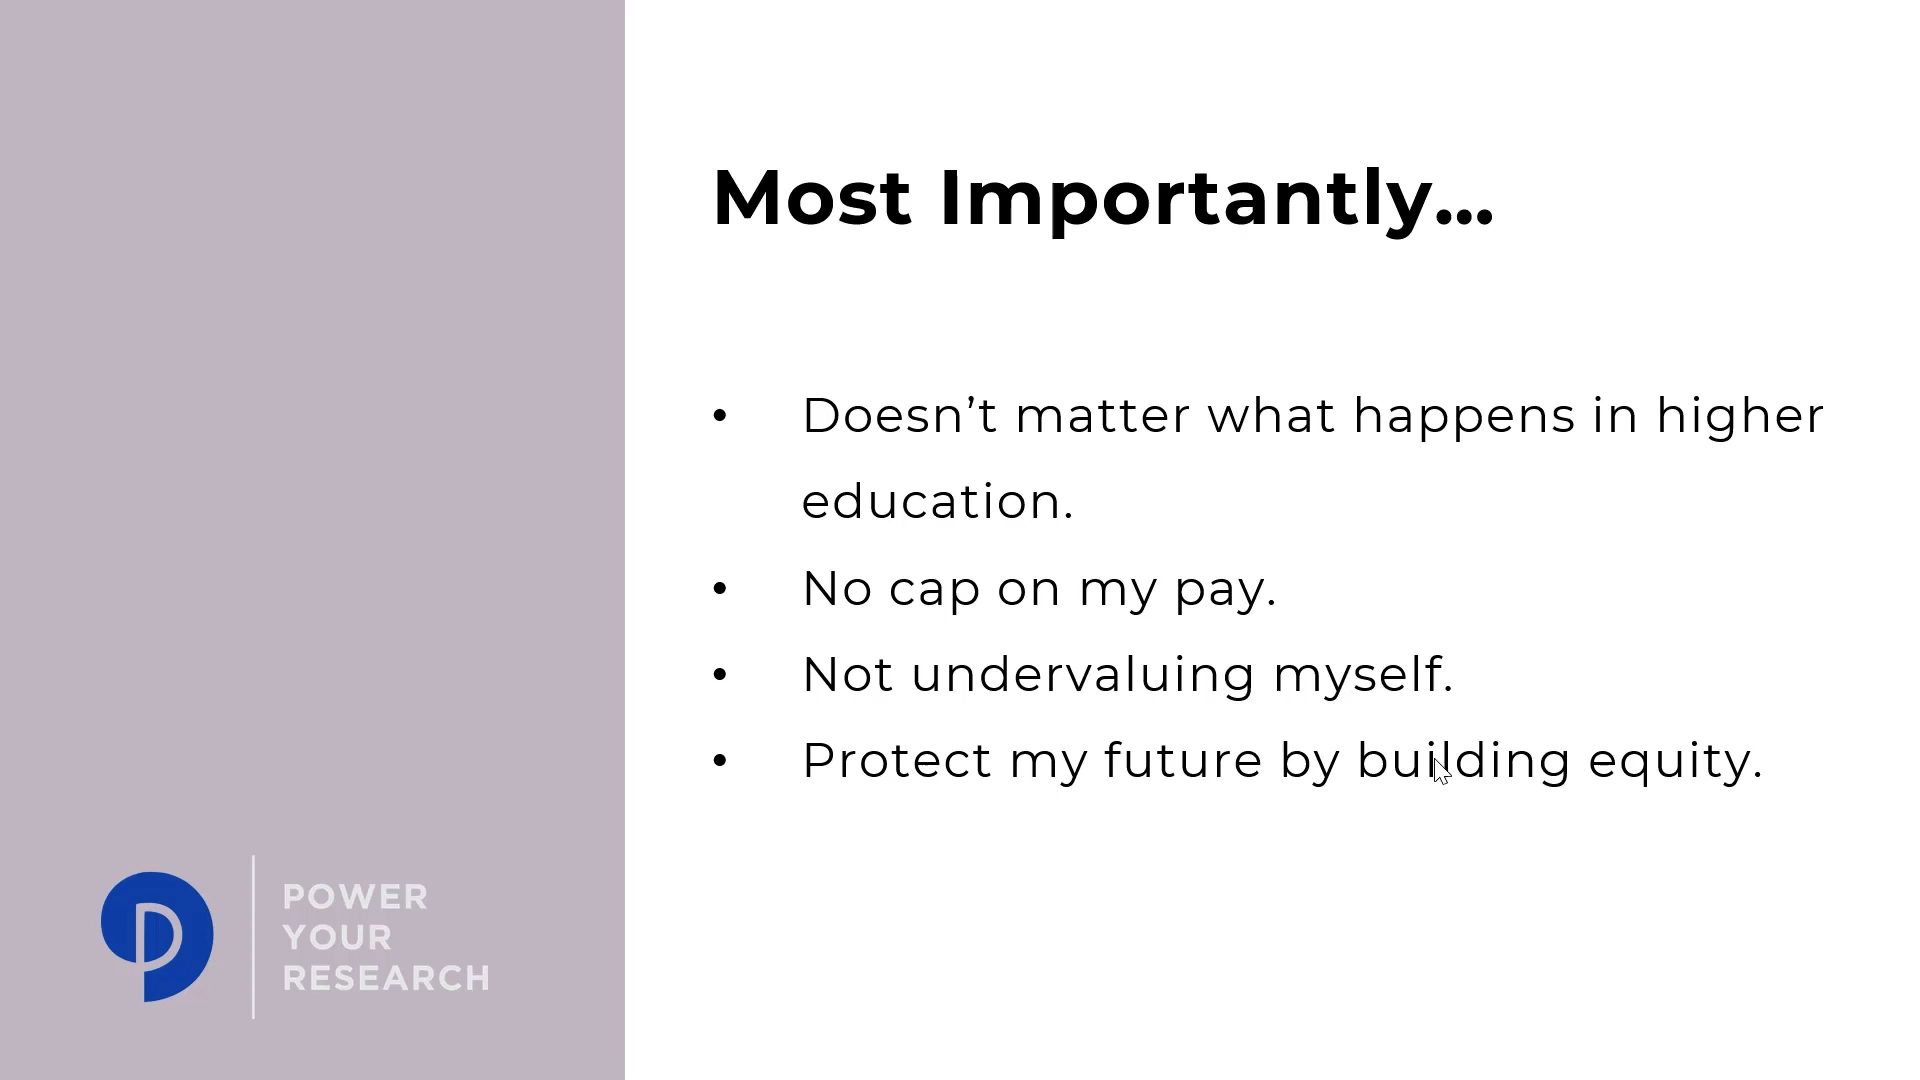 Most Importantly...
• Doesn’t matter what happens in higher
education.
• No cap on my pay.
• Not undervaluing myself.
• Protect my future by building equity.
POWER
YOUR
RESEARCH